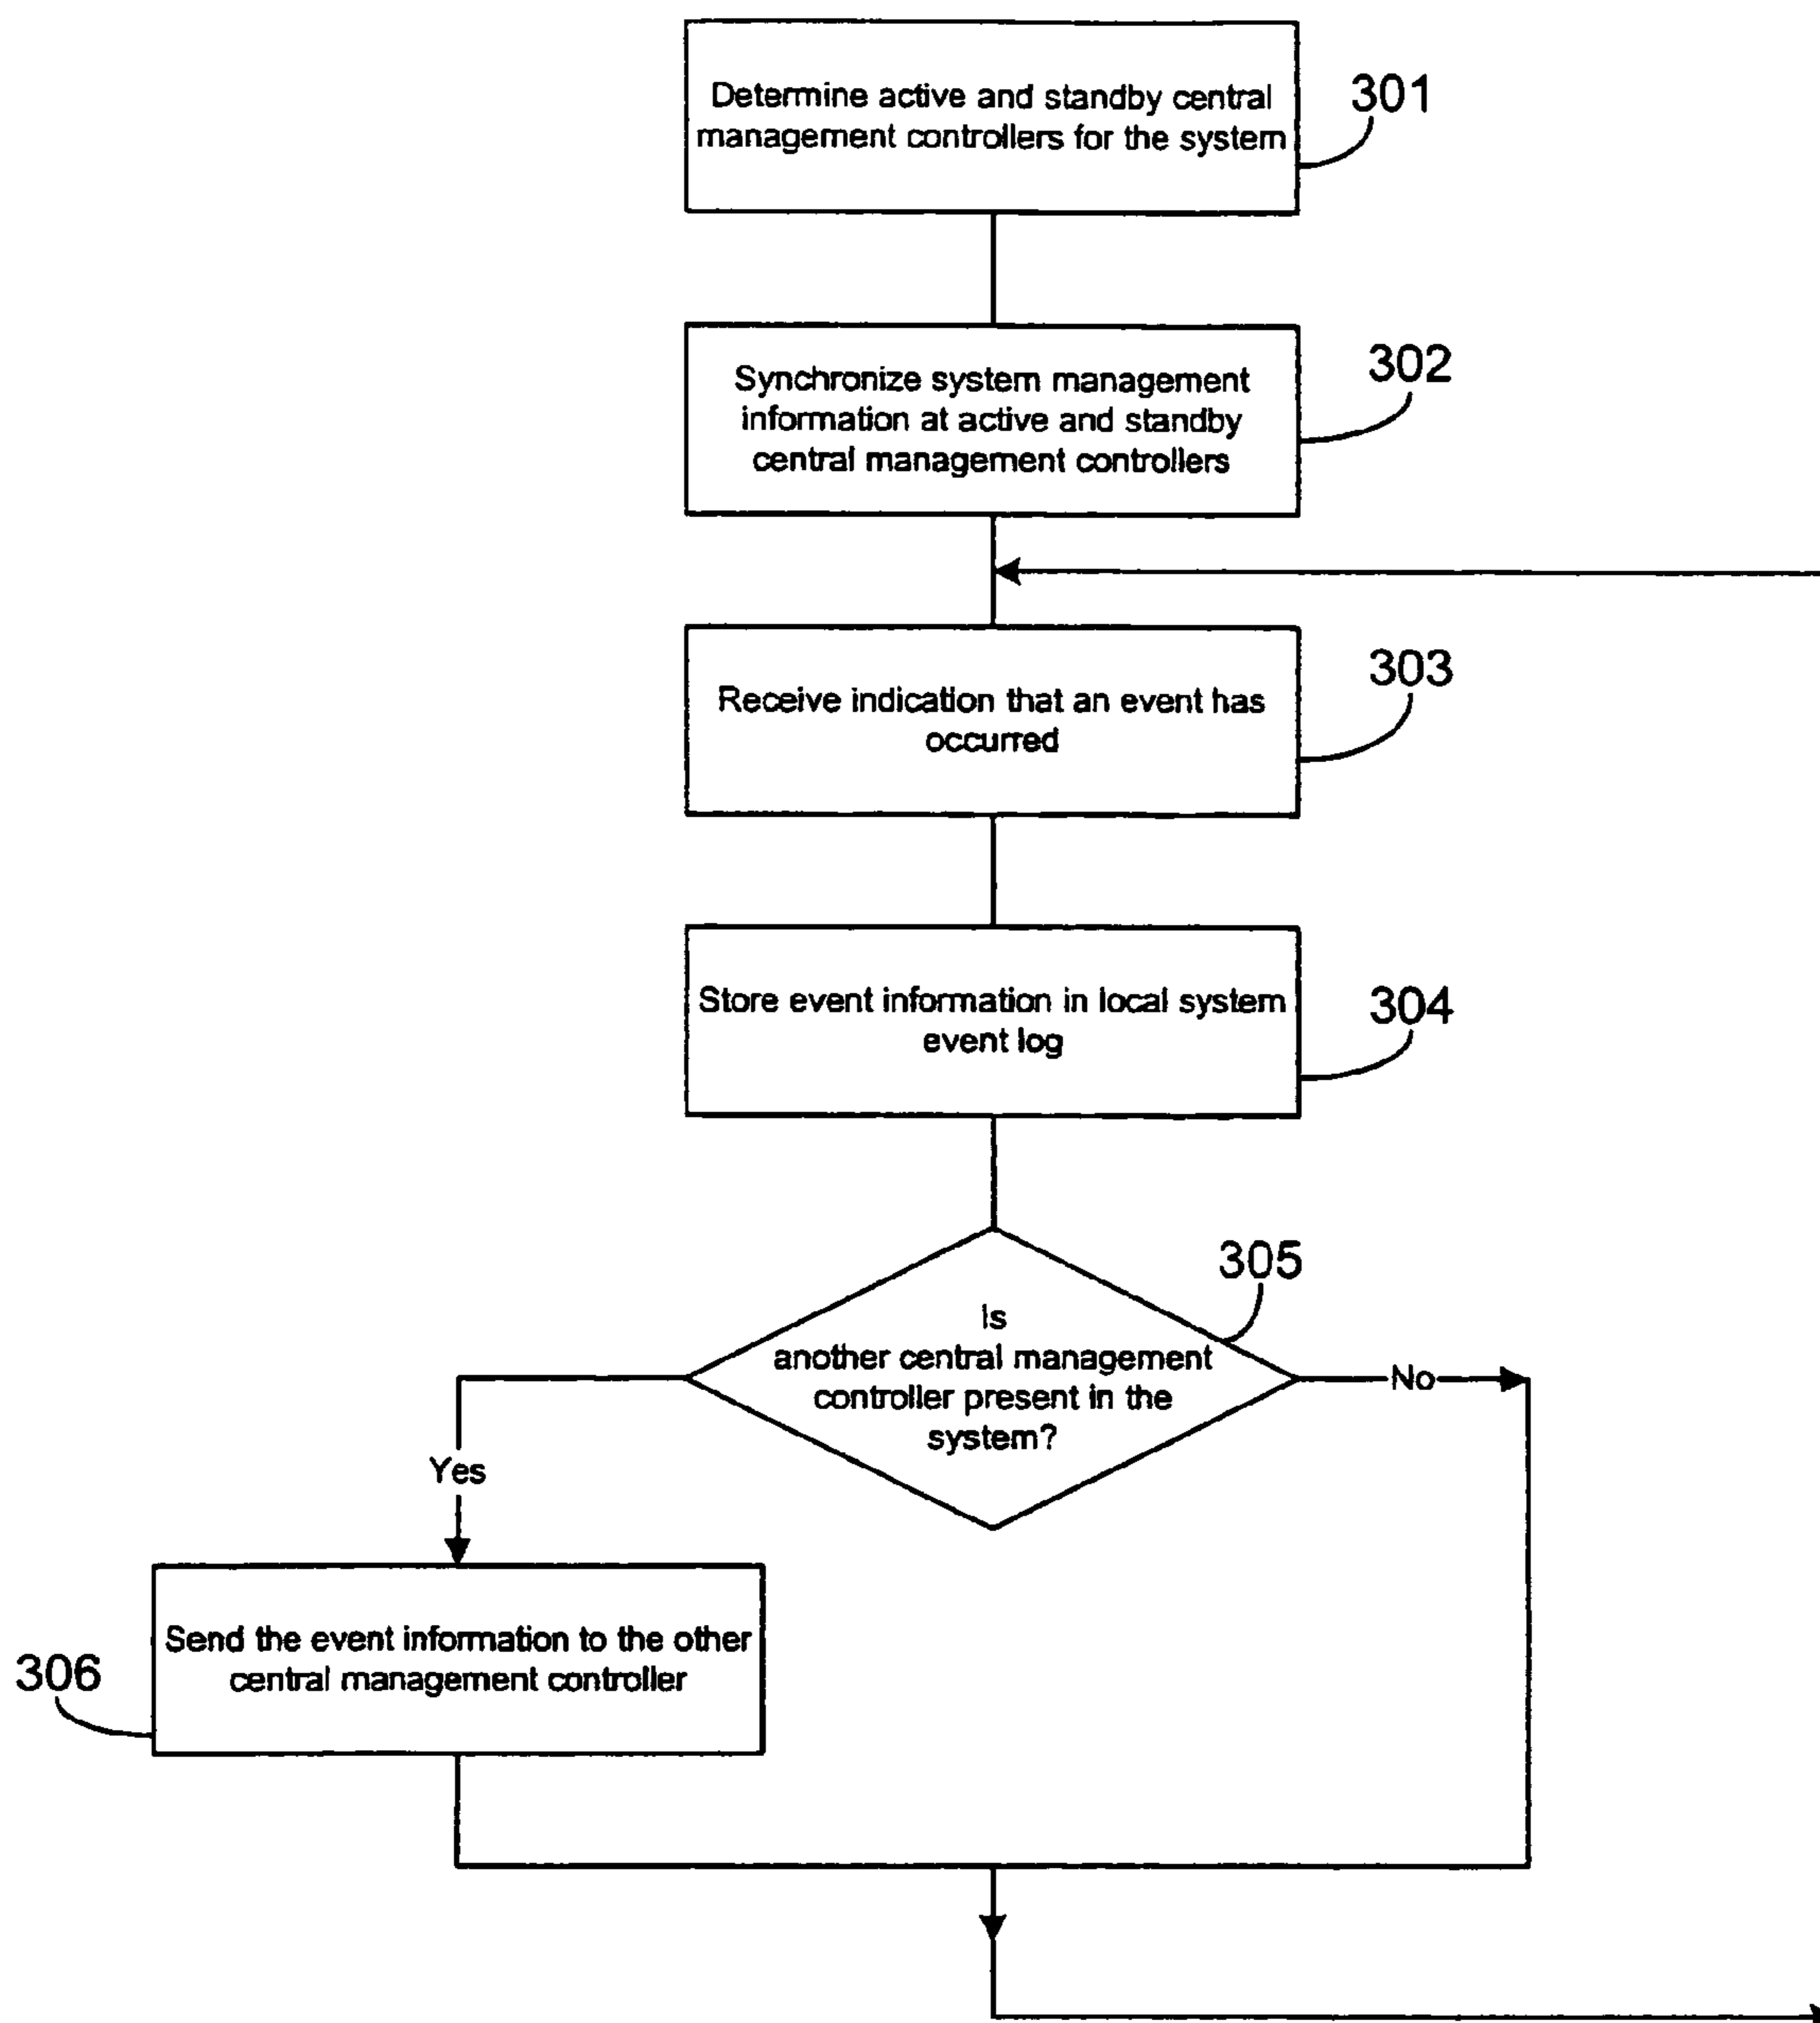 Determine active and standby central
management controllers for the system
301
Synchronize system management
information at active and standby
central management controllers
302
Receive indication that an event has
occurred
303
Store event information in local system
event log
304
305
Is
another central management
controller present in the
system?
No
Yes
Send the event information to the other
central management controller
306